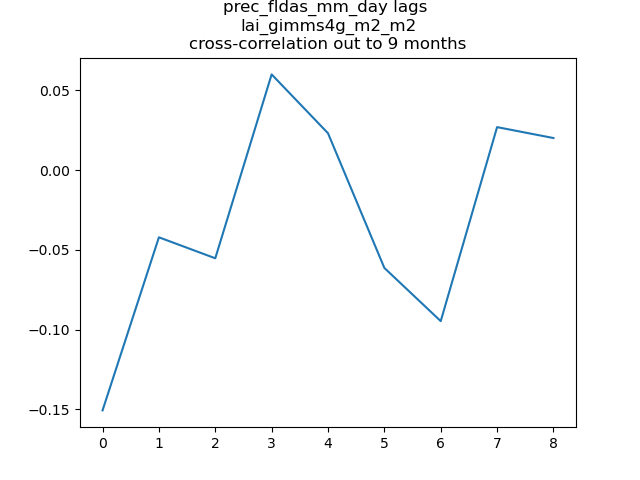 prec_fldas_mm_day lags
lai_gimms4g_m2_m2
cross-correlation out to 9 months
0.05
0.00
−0.05
−0.10
−0.15
0 1 2 3 4 5 6 7 8